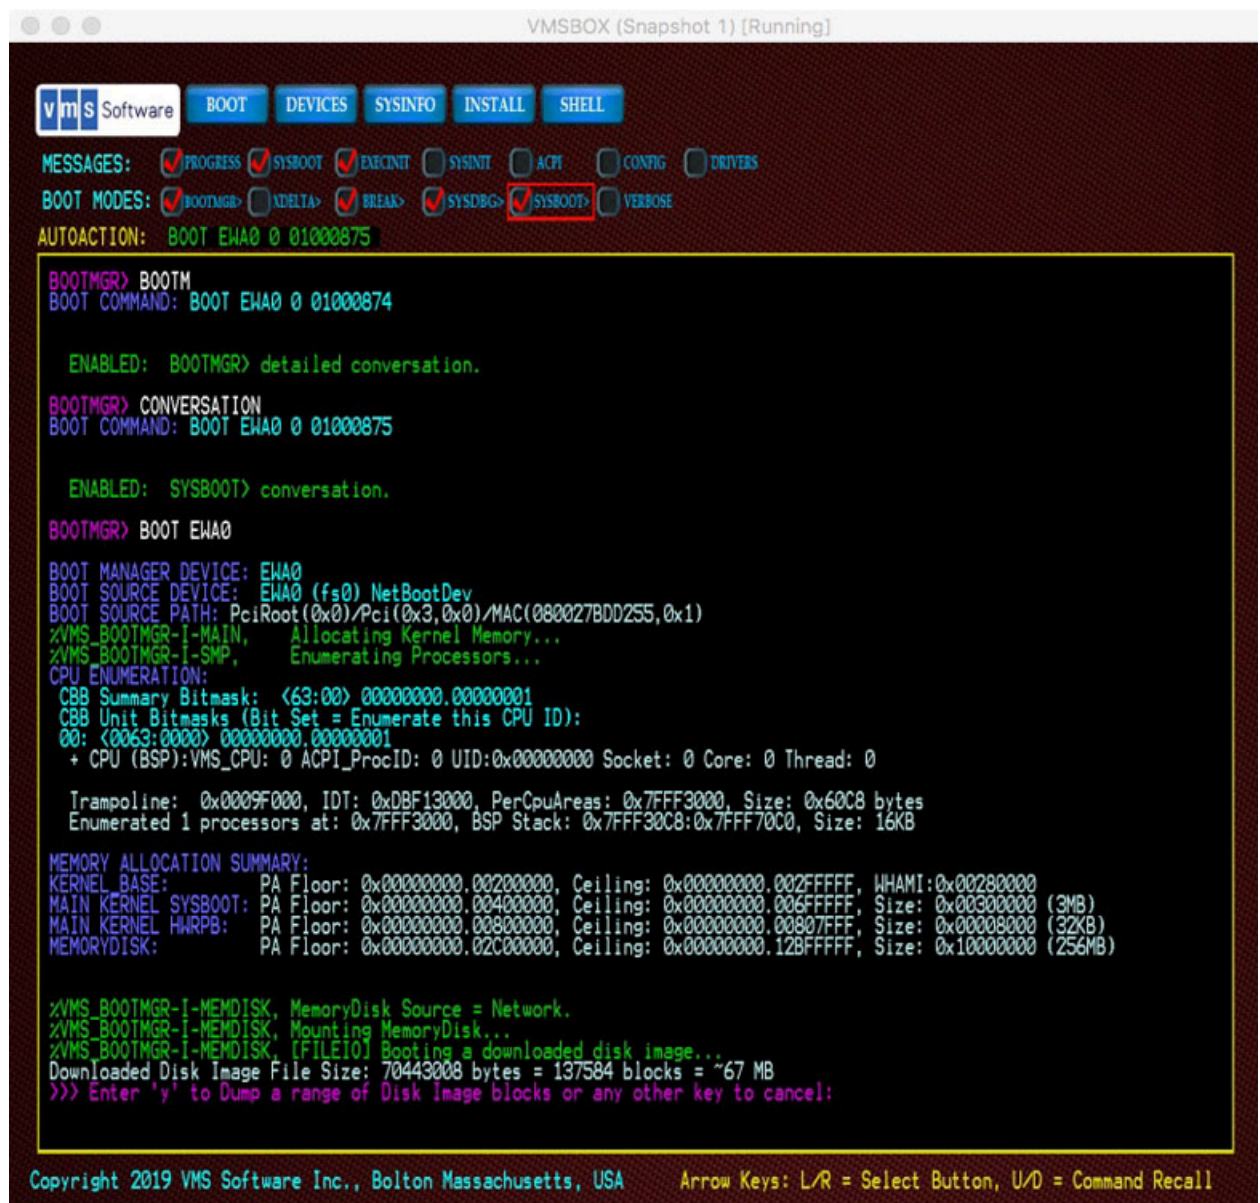 VMSBOX (Snapshot 1) [Running]
vms Software BOOT DEVICES SYSINFO INSTALL SHELL
MESSAGES: PROGRESS SYSBOOT EXECINIT SYSINIT ACPI CONFIG DRIVERS
BOOT MODES: BOOTMGR> XDELTA> BREAK> SYSDBG> SYSBOOT> VERBOSE
AUTOACTION: BOOT EWA0 0 01000875
BOOTMGR> BOOTM
BOOT COMMAND: BOOT EWA0 0 01000874
ENABLED: BOOTMGR> detailed conversation.
BOOTMGR> CONVERSATION
BOOT COMMAND: BOOT EWA0 0 01000875
ENABLED: SYSBOOT> conversation.
BOOTMGR> BOOT EWA0
BOOT MANAGER DEVICE: EWA0
BOOT SOURCE DEVICE: EWA0 (fs0) NetBootDev
BOOT SOURCE PATH: PciRoot(0x0)/Pci(0x3,0x0)/MAC(080027BDD255,0x1)
%VMS_BOOTMGR-I-MAIN, Allocating Kernel Memory...
%VMS_BOOTMGR-I-SMP, Enumerating Processors...
CPU ENUMERATION:
CBB Summary Bitmask: <63:00> 00000000.00000001
CBB Unit Bitmasks (Bit Set = Enumerate this CPU ID):
00: <0063:0000> 00000000.00000001
+ CPU (BSP):VMS_CPU: 0 ACPI_ProcID: 0 UID:0x00000000 Socket: 0 Core: 0 Thread: 0
Trampoline: 0x0009F000, IDT: 0xDBF13000, PerCpuAreas: 0x7FFF3000, Size: 0x60C8 bytes
Enumerated 1 processors at: 0x7FFF3000, BSP Stack: 0x7FFF30C8:0x7FFF70C0, Size: 16KB
MEMORY ALLOCATION SUMMARY:
KERNEL_BASE: PA Floor: 0x00000000.00200000, Ceiling: 0x00000000.002FFFFF, WHAMI:0x00280000
MAIN KERNEL SYSBOOT: PA Floor: 0x00000000.00400000, Ceiling: 0x00000000.006FFFFF, Size: 0x00300000 (3MB)
MAIN KERNEL HWRPB: PA Floor: 0x00000000.00800000, Ceiling: 0x00000000.00807FFF, Size: 0x00008000 (32KB)
MEMORYDISK: PA Floor: 0x00000000.02C00000, Ceiling: 0x00000000.12BFFFFF, Size: 0x10000000 (256MB)
%VMS_BOOTMGR-I-MEMDISK, MemoryDisk Source = Network.
%VMS_BOOTMGR-I-MEMDISK, Mounting MemoryDisk...
%VMS_BOOTMGR-I-MEMDISK, [FILEIO] Booting a downloaded disk image...
Downloaded Disk Image File Size: 70443008 bytes = 137584 blocks = ~67 MB
>>> Enter 'y' to Dump a range of Disk Image blocks or any other key to cancel:
Copyright 2019 VMS Software Inc., Bolton Massachusetts, USA Arrow Keys: L/R = Select Button, U/D = Command Recall